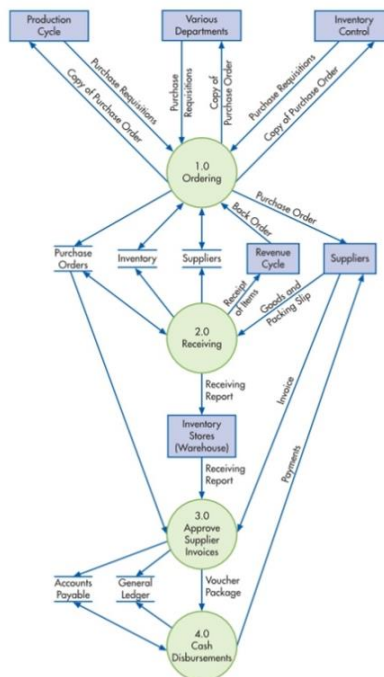 Production
Cycle
Various
Departments
Inventory
Control
Purchase Requisitions
Copy of Purchase Order
Purchase
Requisitions
Copy of
Purchase Order
Purchase Requisitions
Copy of Purchase Order
1.0
Ordering
Purchase Order
Back Order
Purchase
Orders
Inventory
Suppliers
Revenue
Cycle
Suppliers
Receipt
of Items
Goods and
Packing Slip
2.0
Receiving
Receiving
Report
Invoice
Payments
Inventory
Stores
(Warehouse)
Receiving
Report
3.0
Approve
Supplier
Invoices
Accounts
Payable
General
Ledger
Voucher
Package
4.0
Cash
Disbursements